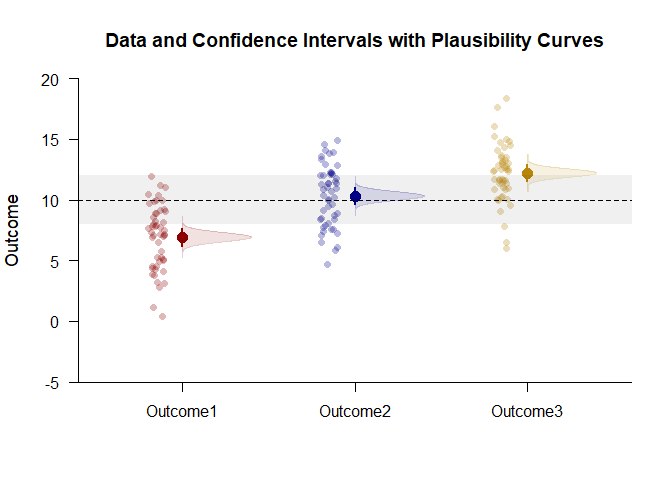 Data and Confidence Intervals with Plausibility Curves
20
15
10
5
0
-5
Outcome
Outcome1 Outcome2 Outcome3